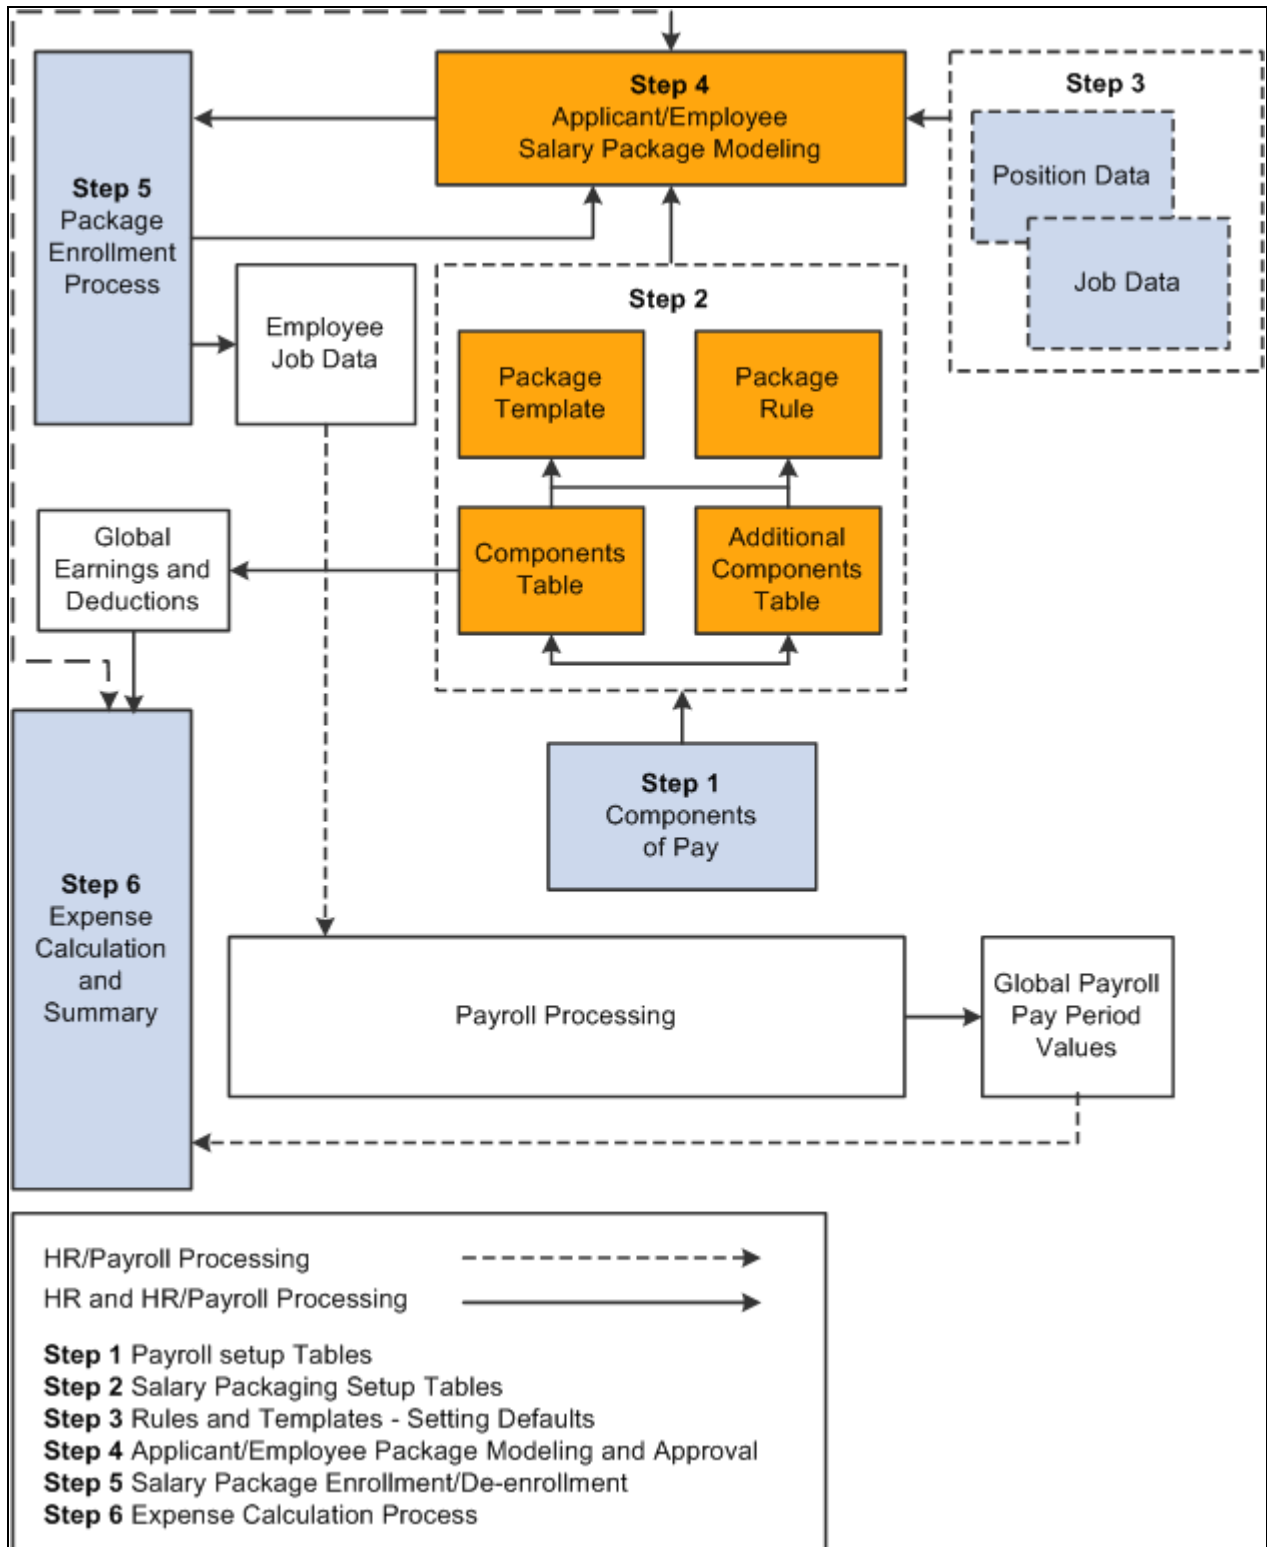 Step 4
Applicant/Employee
Salary Package Modeling
Step 3
Position Data
Job Data
Step 5
Package
Enrollment
Process
Employee
Job Data
Step 2
Package
Template
Package
Rule
Components
Table
Additional
Components
Table
Global
Earnings and
Deductions
Step 1
Components
of Pay
Step 6
Expense
Calculation
and
Summary
Payroll Processing
Global Payroll
Pay Period
Values
HR/Payroll Processing
HR and HR/Payroll Processing
Step 1 Payroll setup Tables
Step 2 Salary Packaging Setup Tables
Step 3 Rules and Templates - Setting Defaults
Step 4 Applicant/Employee Package Modeling and Approval
Step 5 Salary Package Enrollment/De-enrollment
Step 6 Expense Calculation Process